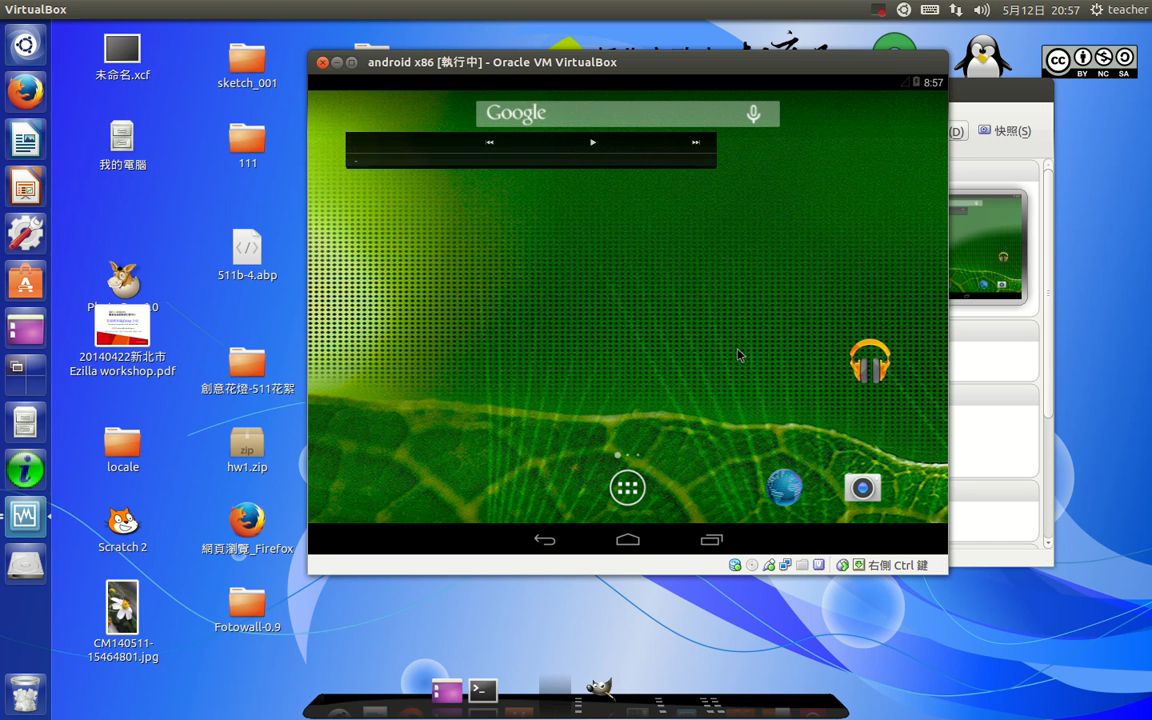 VirtualBox
5月12日 20:57
teacher
未命名.xcf
sketch_001
我的電腦
111
511b-4.abp
20140422新北市
Ezilla workshop.pdf
創意花燈-511花絮
locale
hw1.zip
zip
Scratch 2
網頁瀏覽_Firefox
CM140511-
15464801.jpg
Fotowall-0.9
android x86 [執行中] - Oracle VM VirtualBox
8:57
Google
右側 Ctrl 鍵
(D)
快照(S)
cc
BY NC SA